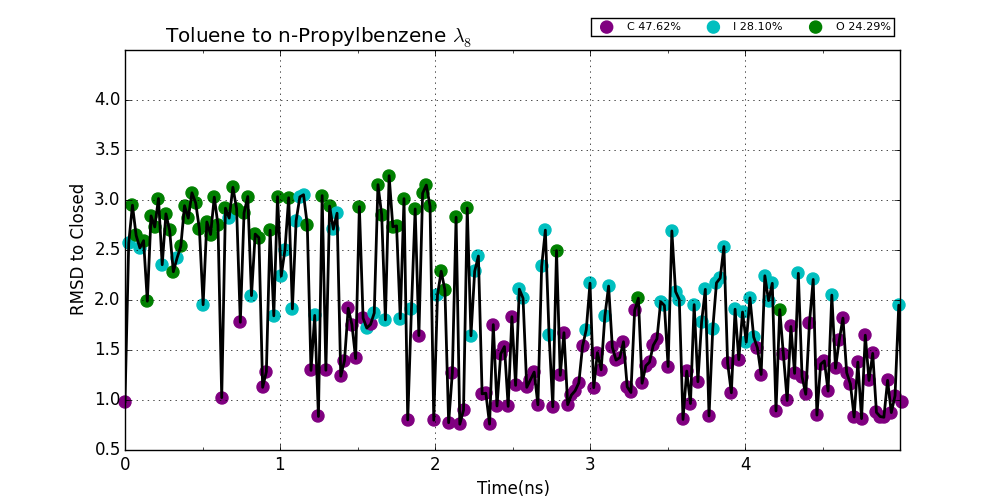 Toluene to n-Propylbenzene λ₈
C 47.62% I 28.10% O 24.29%
4.0
3.5
3.0
2.5
2.0
1.5
1.0
0.5
RMSD to Closed
0 1 2 3 4
Time(ns)